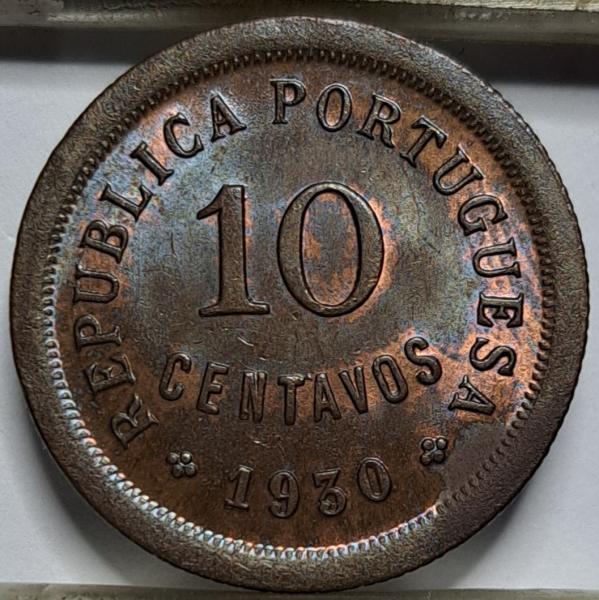 REPUBLICA PORTUGUESA
10
CENTAVOS
1930